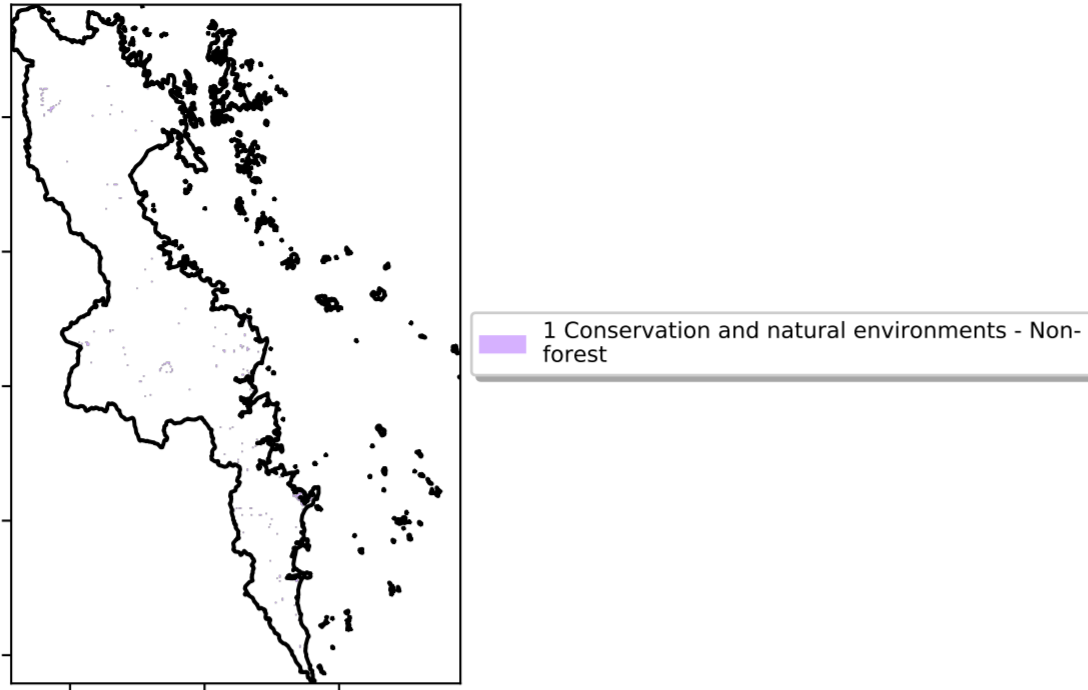 1 Conservation and natural environments - Non-
forest